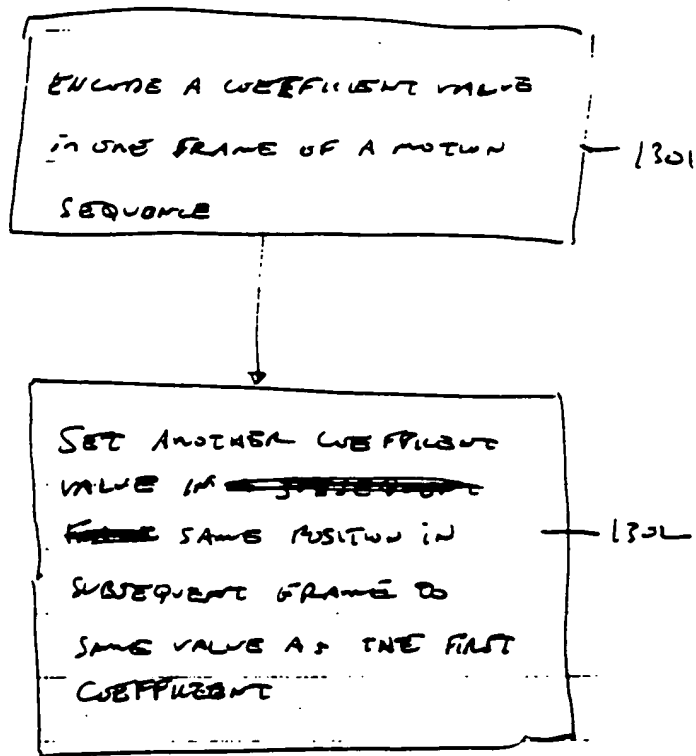 ENCODE A COEFFICIENT VALUE
in ONE FRAME OF A MOTION
SEQUENCE
1301
SET ANOTHER COEFFICIENT
VALUE IN
SAME POSITION IN
SUBSEQUENT FRAME TO
SAME VALUE AS THE FIRST
COEFFICIENT
1302